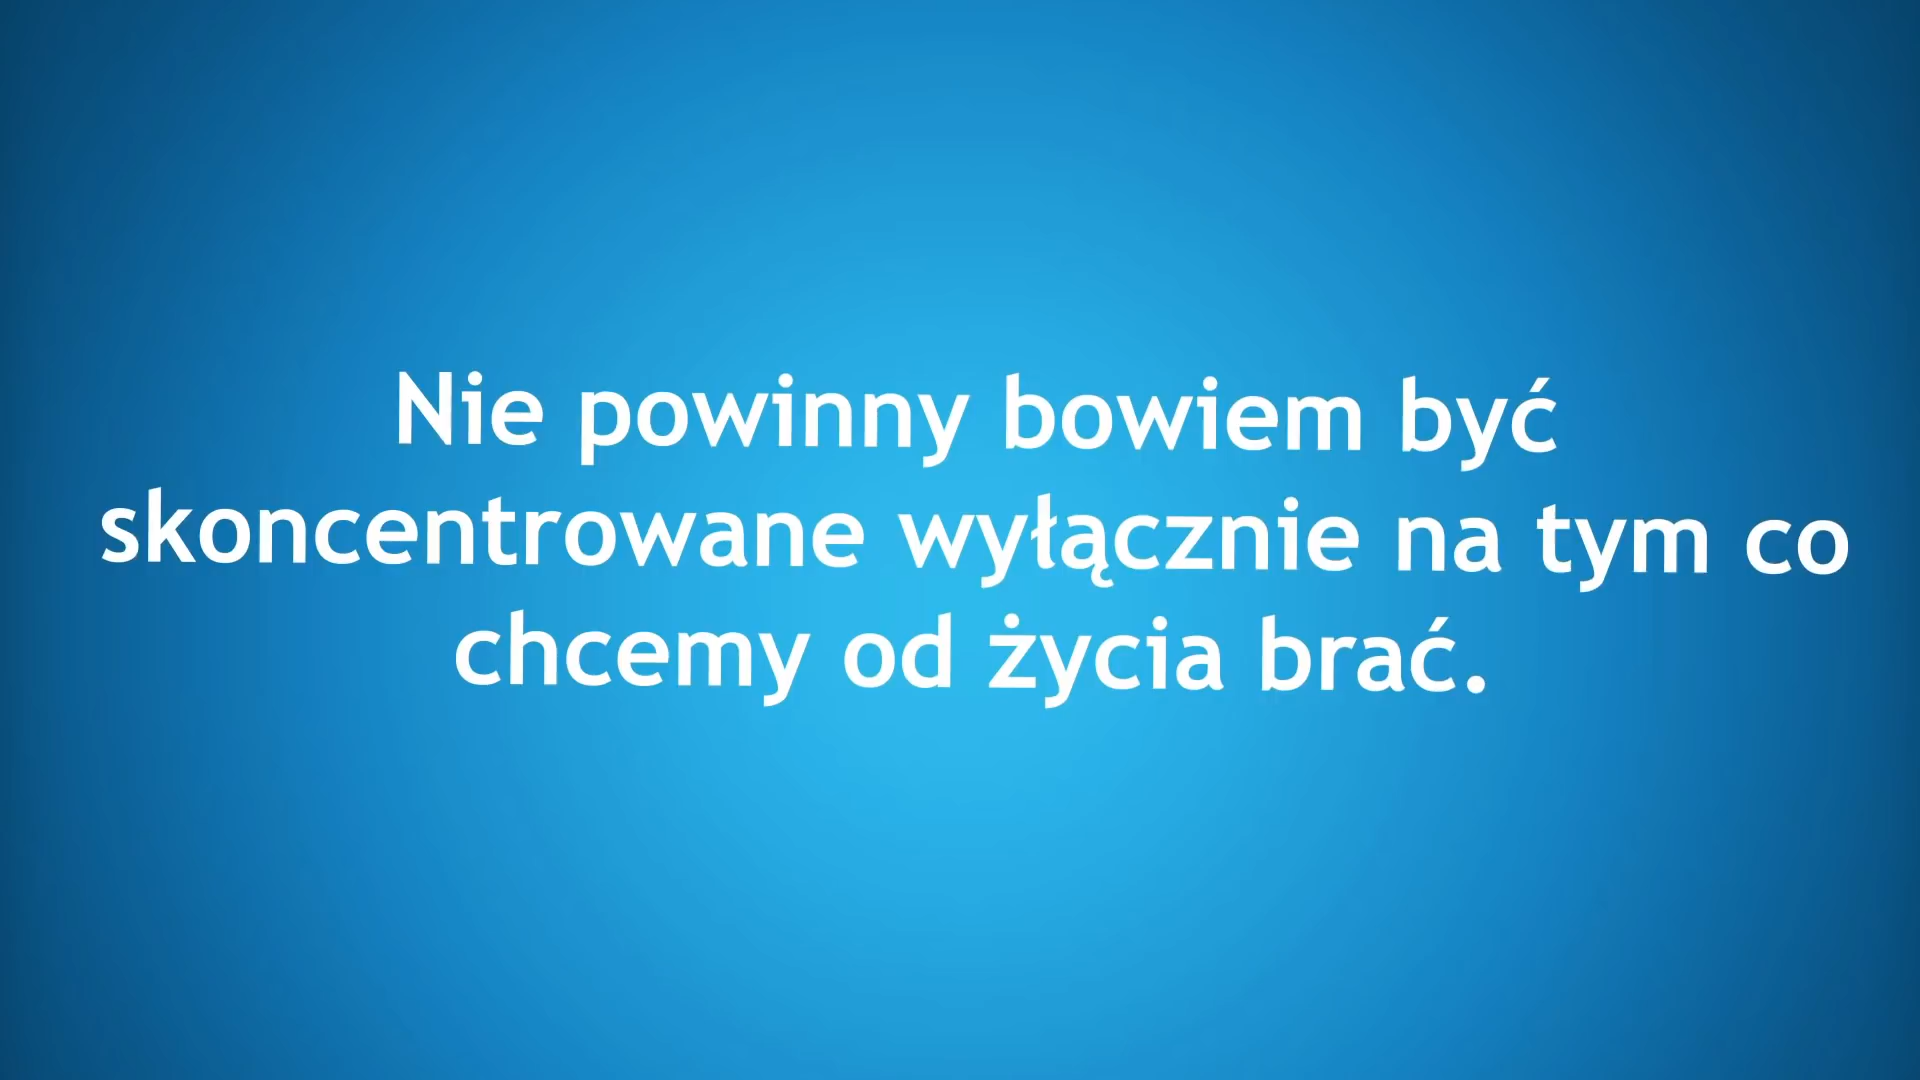 Nie powinny bowiem być
skoncentrowane wyłącznie na tym co
chcemy od życia brać.